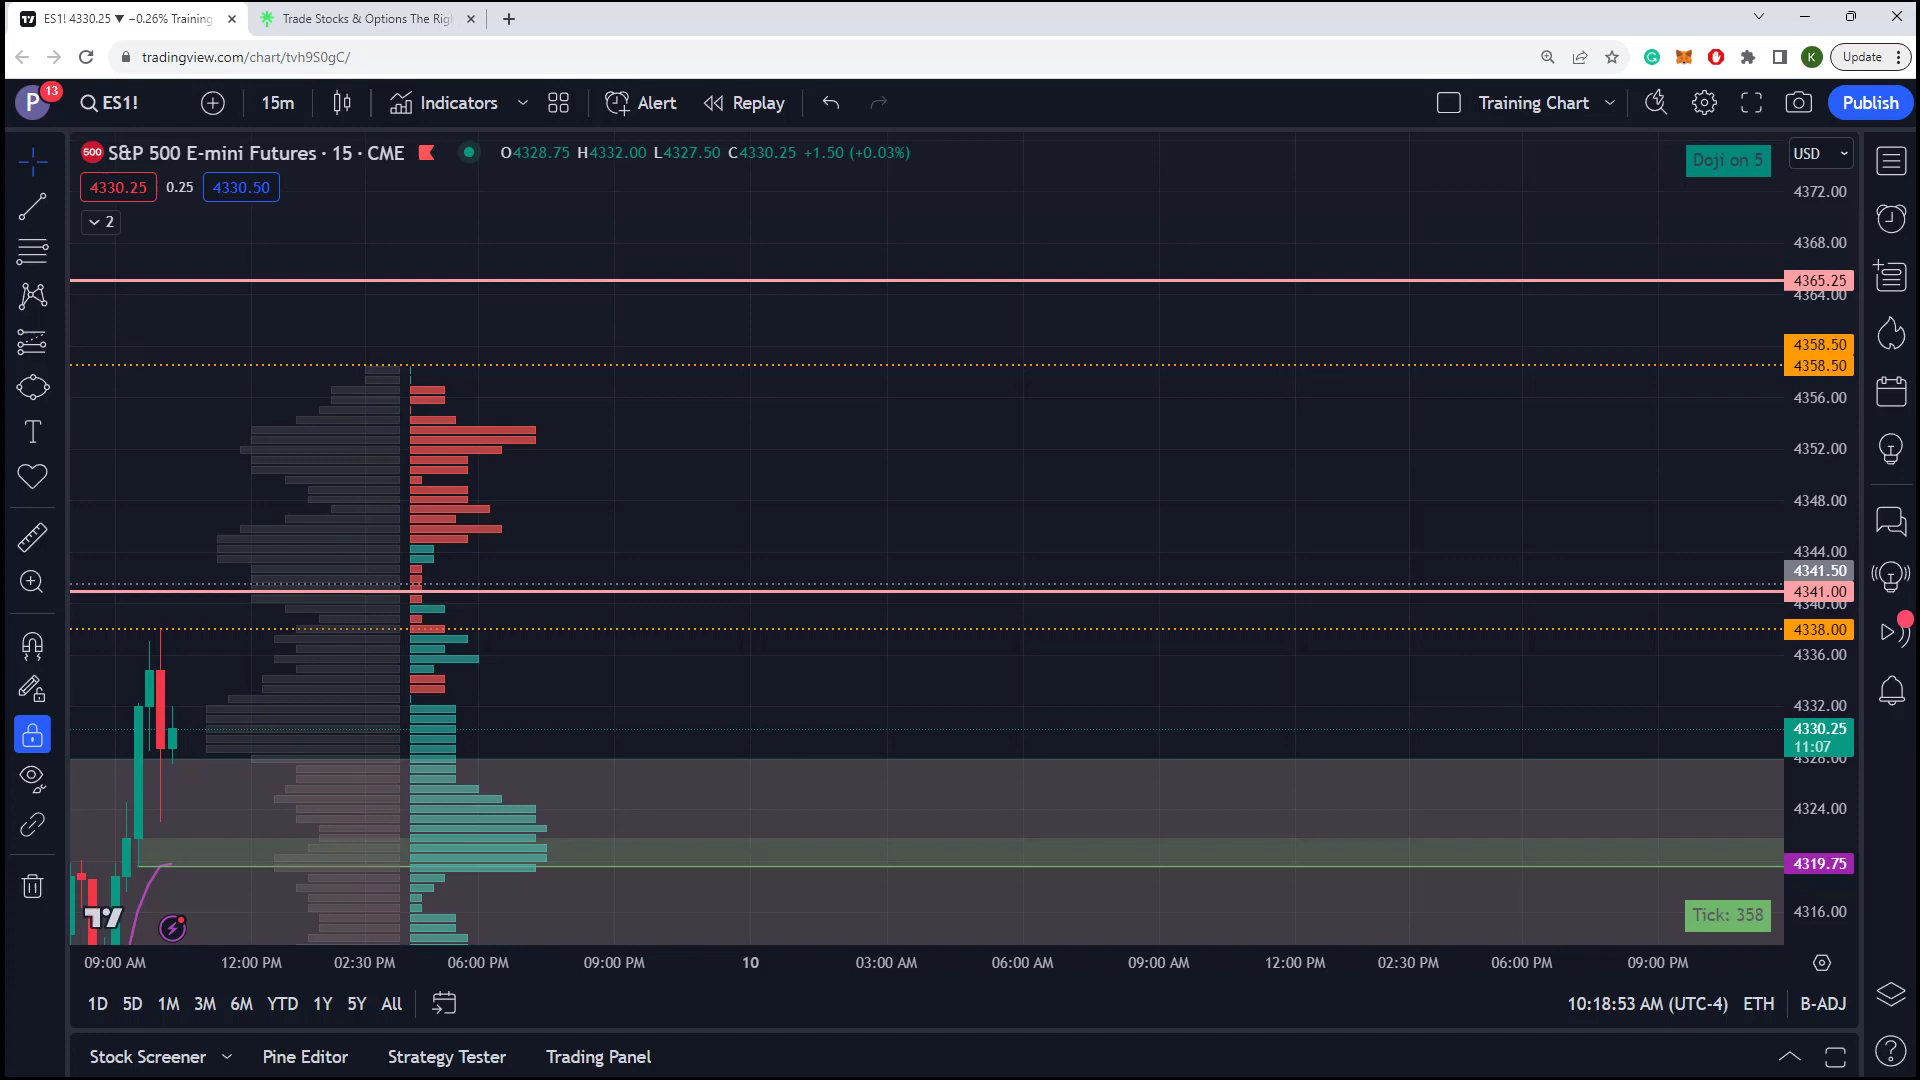 ES1! 4330.25 ▼ −0.26% Training
Trade Stocks & Options The Rig
tradingview.com/chart/tvh9S0gC/
K
Update
P
13
ES1!
15m
Indicators
Alert
Replay
Training Chart
Publish
500 S&P 500 E-mini Futures · 15 · CME
O4328.75 H4332.00 L4327.50 C4330.25 +1.50 (+0.03%)
4330.25
0.25
4330.50
2
Doji on 5
USD
4372.00
4368.00
4365.25
4364.00
4358.50
4358.50
4356.00
4352.00
4348.00
4344.00
4341.50
4341.00
4340.00
4338.00
4336.00
4332.00
4330.25
11:07
4328.00
4324.00
4319.75
4316.00
Tick: 358
09:00 AM
12:00 PM
02:30 PM
06:00 PM
09:00 PM
10
03:00 AM
06:00 AM
09:00 AM
12:00 PM
02:30 PM
06:00 PM
09:00 PM
1D 5D 1M 3M 6M YTD 1Y 5Y All
10:18:53 AM (UTC-4) ETH B-ADJ
Stock Screener
Pine Editor
Strategy Tester
Trading Panel